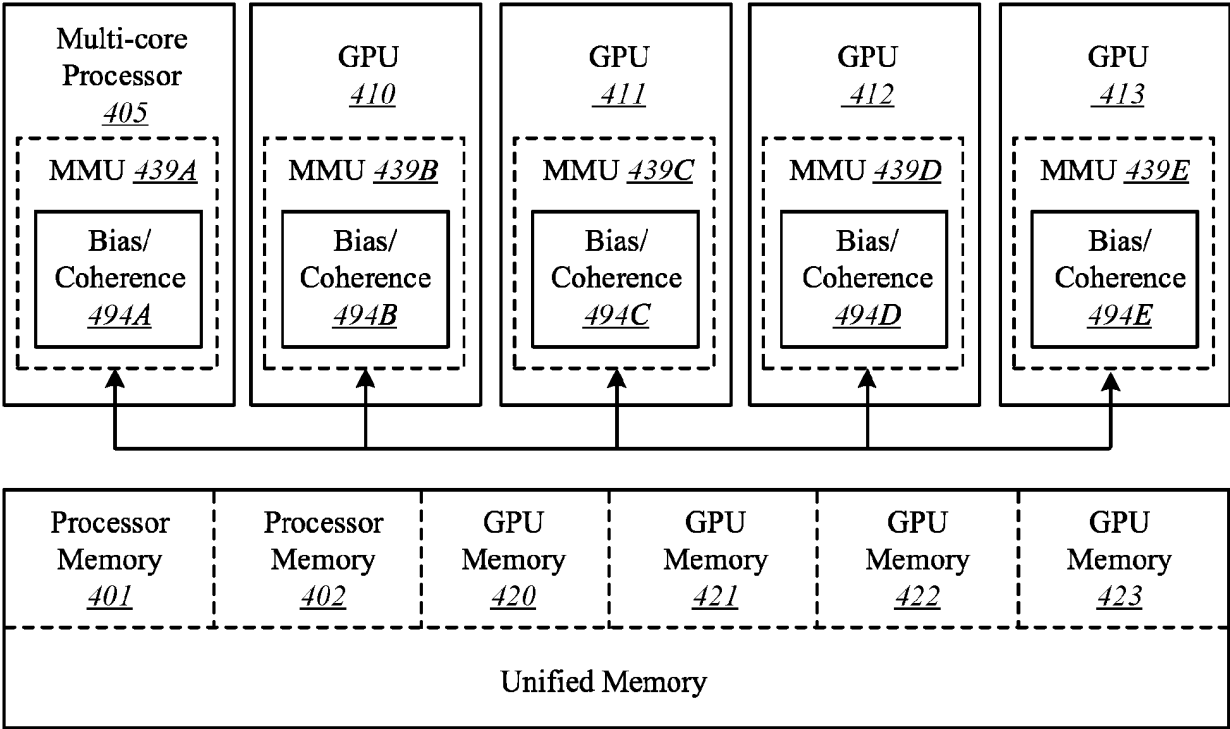 Multi-core
Processor
405
MMU 439A
Bias/
Coherence
494A
GPU
410
MMU 439B
Bias/
Coherence
494B
GPU
411
MMU 439C
Bias/
Coherence
494C
GPU
412
MMU 439D
Bias/
Coherence
494D
GPU
413
MMU 439E
Bias/
Coherence
494E
Processor
Memory
401
Processor
Memory
402
GPU
Memory
420
GPU
Memory
421
GPU
Memory
422
GPU
Memory
423
Unified Memory